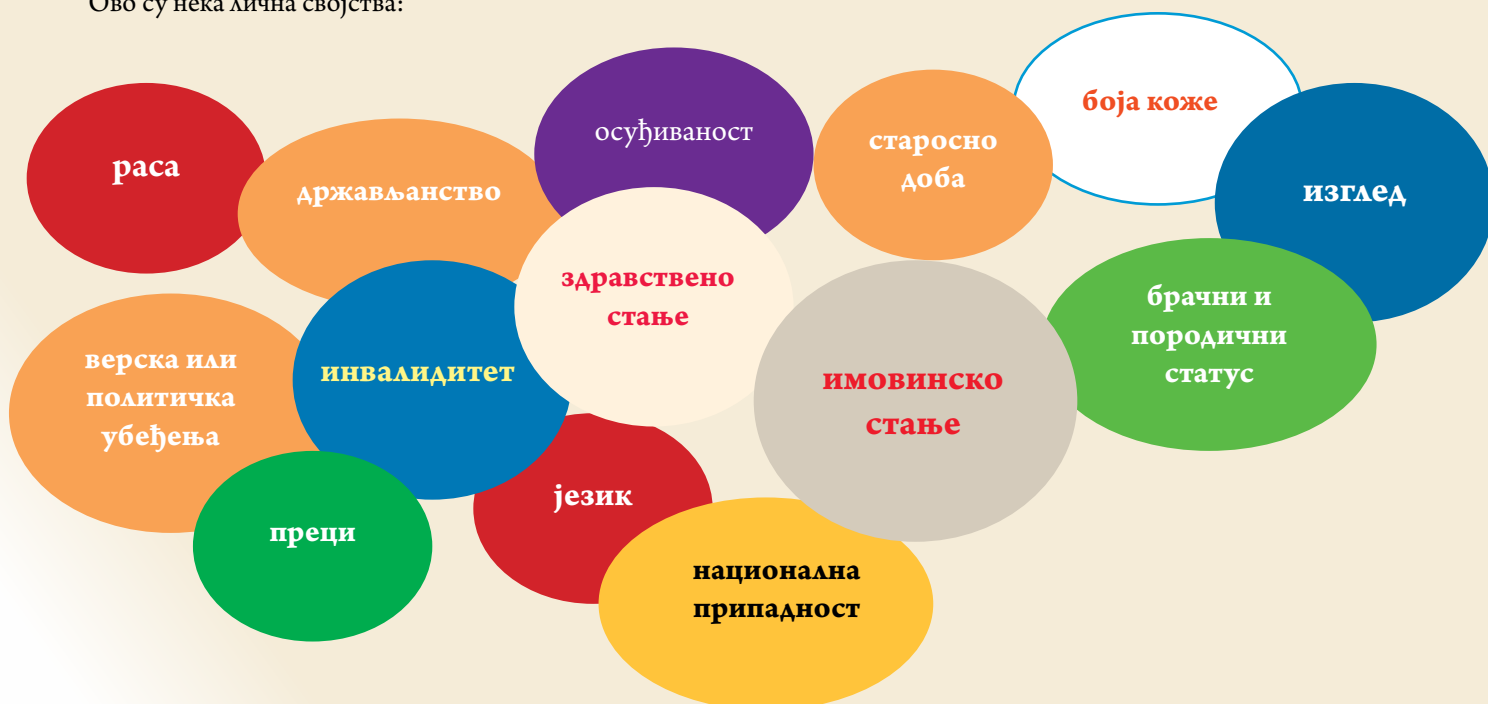 Ово су нека лична својства:
раса
држављанство
осуђиваност
старосно
доба
боја коже
изглед
здравствено
стање
брачни и
породични
статус
верска или
политичка
убеђења
инвалидитет
имовинско
стање
језик
преци
национална
припадност